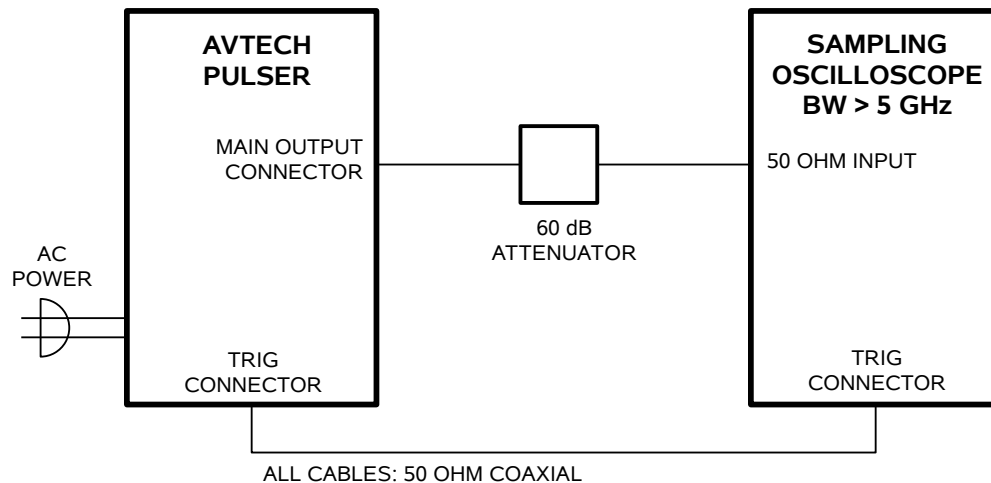 AVTECH
PULSER
SAMPLING
OSCILLOSCOPE
BW > 5 GHz
MAIN OUTPUT
CONNECTOR
50 OHM INPUT
60 dB
ATTENUATOR
AC
POWER
TRIG
CONNECTOR
TRIG
CONNECTOR
ALL CABLES: 50 OHM COAXIAL